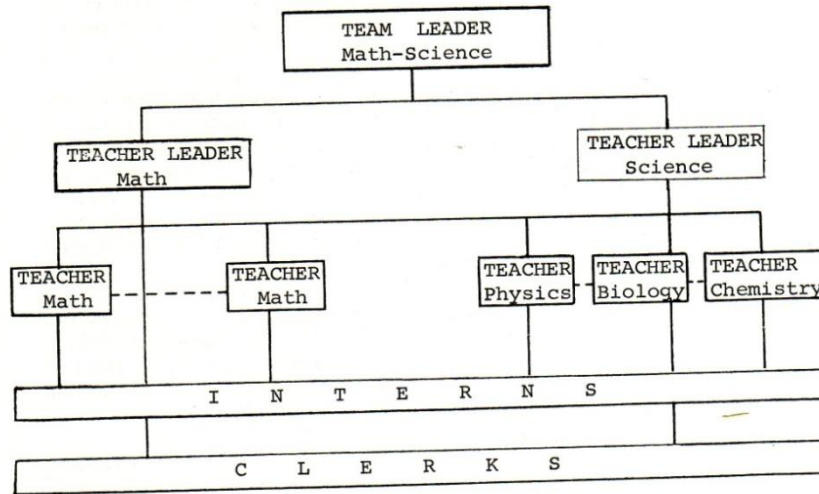 TEAM LEADER
Math-Science
TEACHER LEADER
Math
TEACHER LEADER
Science
TEACHER
Math
TEACHER
Math
TEACHER
Physics
TEACHER
Biology
TEACHER
Chemistry
I N T E R N S
C L E R K S